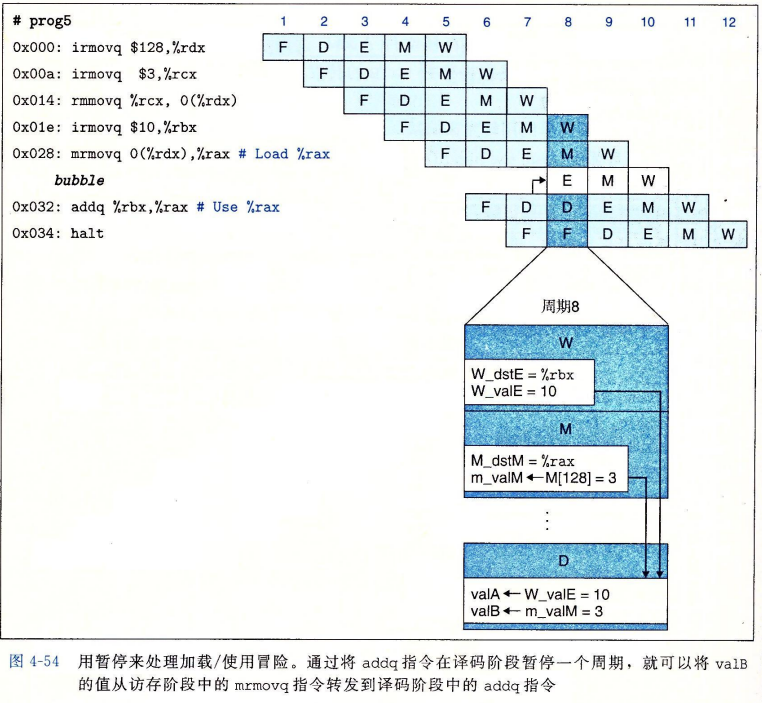 # prog5 1 2 3 4 5 6 7 8 9 10 11 12
0x000: irmovq $128,%rdx F D E M W
0x00a: irmovq $3,%rcx F D E M W
0x014: rmmovq %rcx, 0(%rdx) F D E M W
0x01e: irmovq $10,%rbx F D E M W
0x028: mrmovq 0(%rdx),%rax # Load %rax F D E M W
bubble E M W
0x032: addq %rbx,%rax # Use %rax F D D E M W
0x034: halt F F D E M W
周期8
W
W_dstE = %rbx
W_valE = 10
M
M_dstM = %rax
m_valM ← M[128] = 3
⋮
D
valA ← W_valE = 10
valB ← m_valM = 3
图 4-54 用暂停来处理加载/使用冒险。通过将 addq 指令在译码阶段暂停一个周期，就可以将 valB
的值从访存阶段中的 mrmovq 指令转发到译码阶段中的 addq 指令